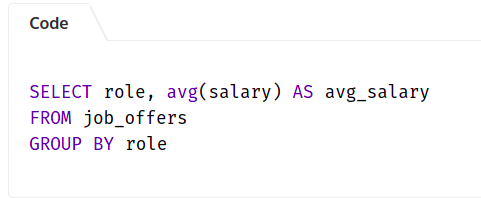 Code
SELECT role, avg(salary) AS avg_salary
FROM job_offers
GROUP BY role